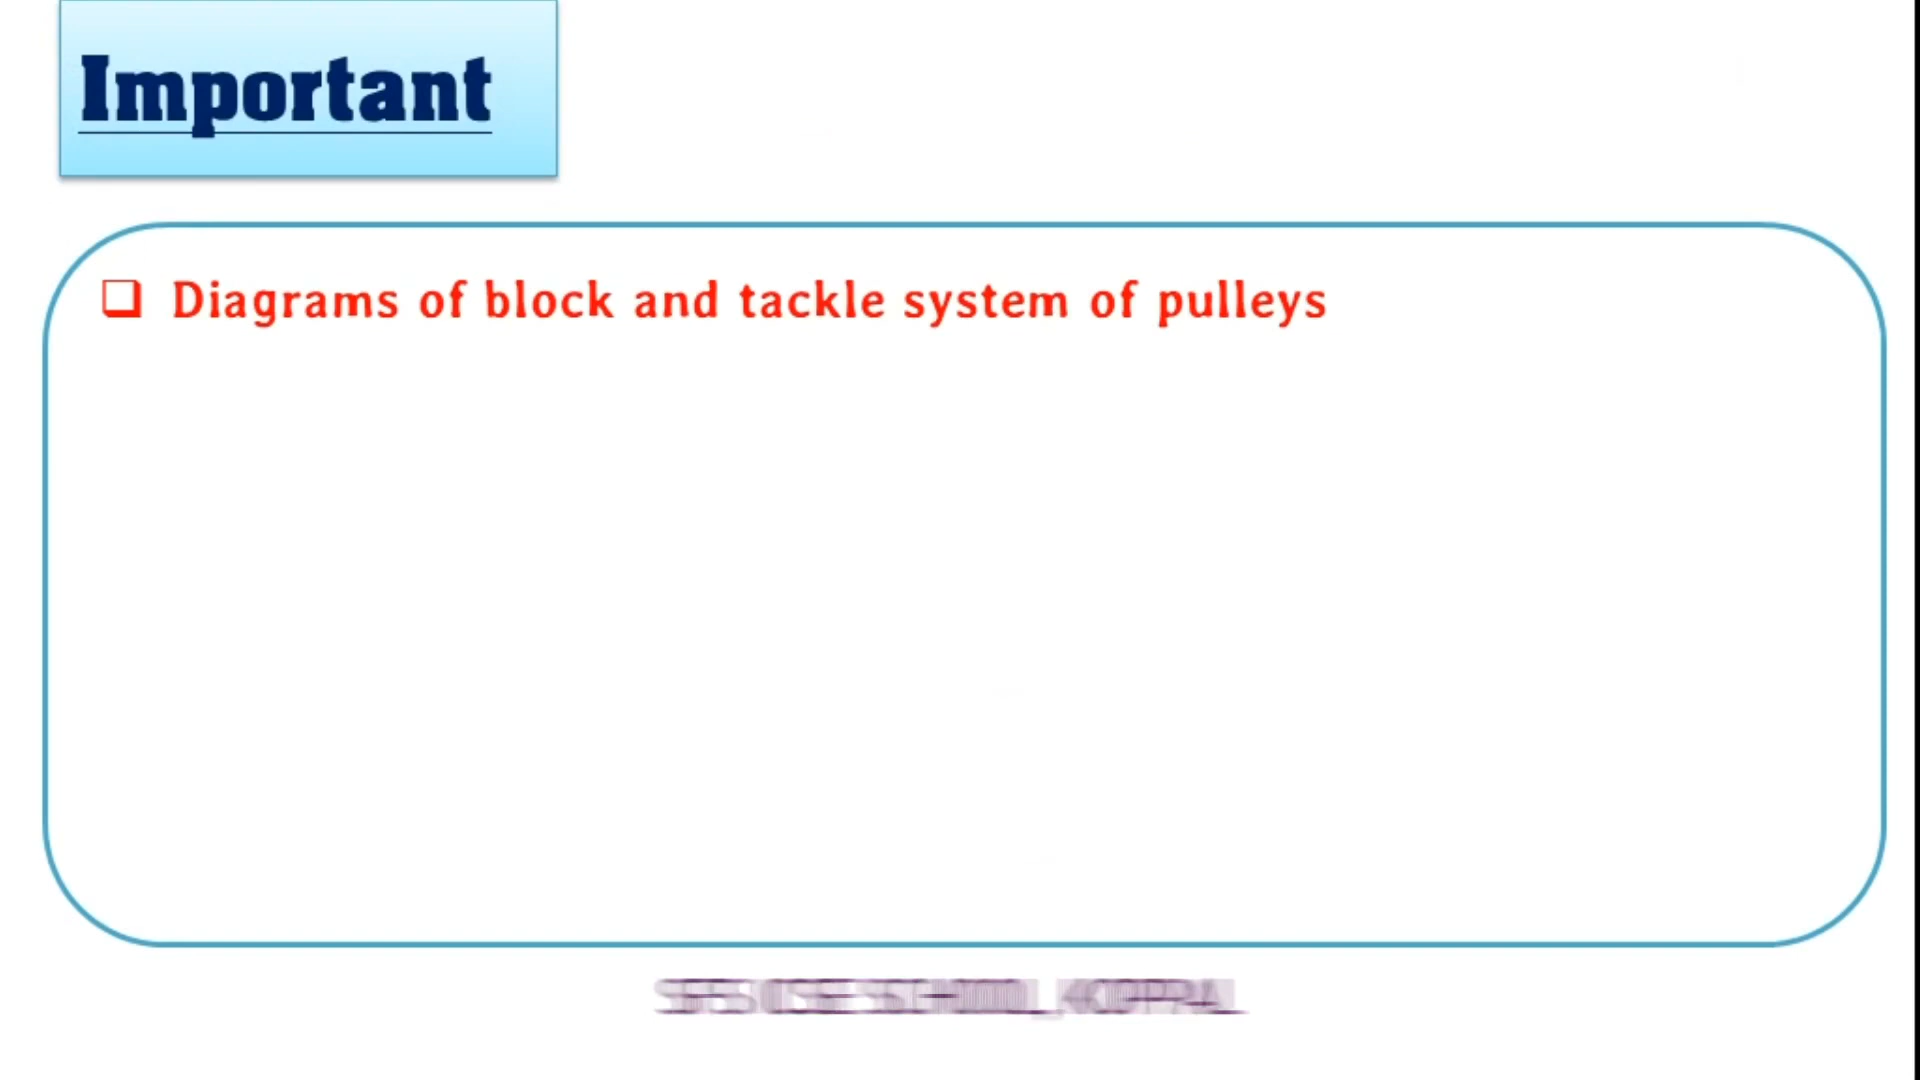 Important
❑ Diagrams of block and tackle system of pulleys